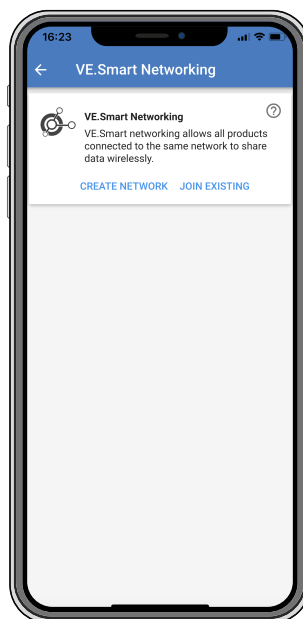 16:23
VE.Smart Networking
VE.Smart Networking
VE.Smart networking allows all products
connected to the same network to share
data wirelessly.
CREATE NETWORK JOIN EXISTING